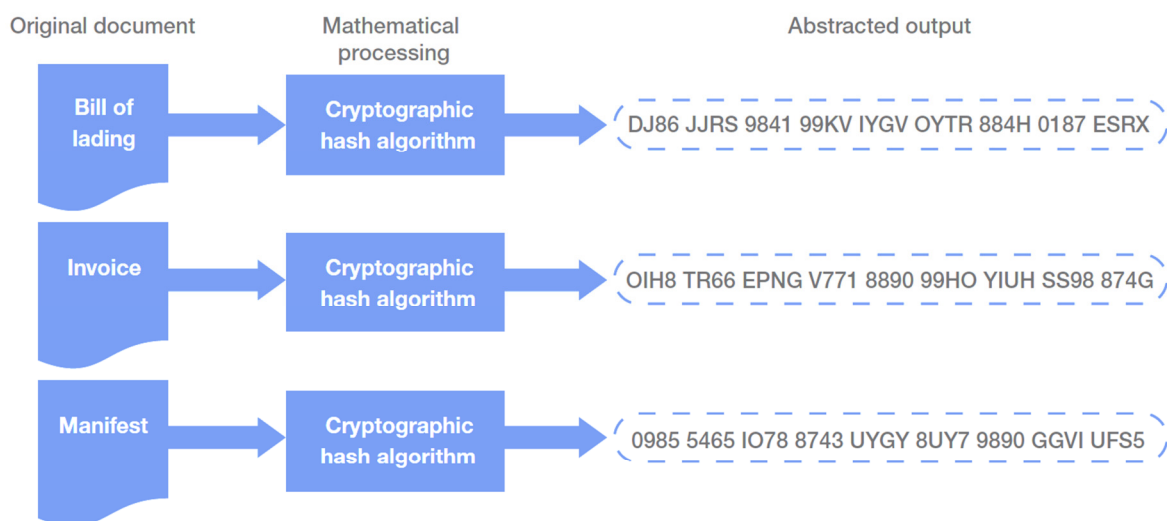 Original document
Mathematical
processing
Abstracted output
Bill of
lading
Cryptographic
hash algorithm
DJ86 JJRS 9841 99KV IYGV OYTR 884H 0187 ESRX
Invoice
Cryptographic
hash algorithm
OIH8 TR66 EPNG V771 8890 99HO YIUH SS98 874G
Manifest
Cryptographic
hash algorithm
0985 5465 IO78 8743 UYGY 8UY7 9890 GGVI UFS5